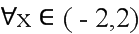 ∀x ∈ ( - 2,2)